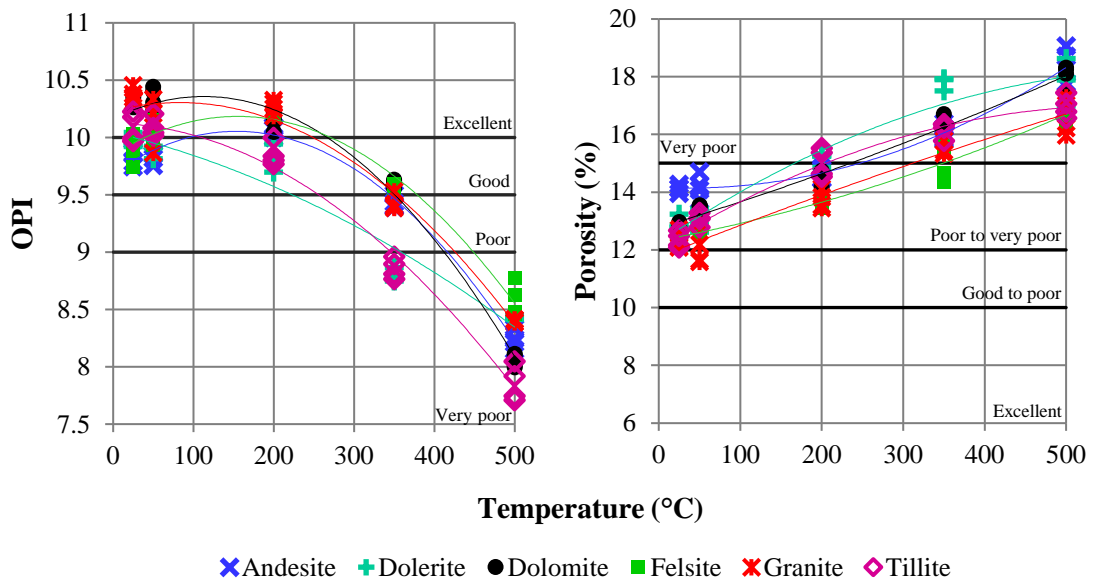 11
10.5
10
9.5
9
8.5
8
7.5
OPI
Excellent
Good
Poor
Very poor
0 100 200 300 400 500
20
18
16
14
12
10
8
6
Porosity (%)
Very poor
Poor to very poor
Good to poor
Excellent
0 100 200 300 400 500
Temperature (°C)
Andesite Dolerite Dolomite Felsite Granite Tillite